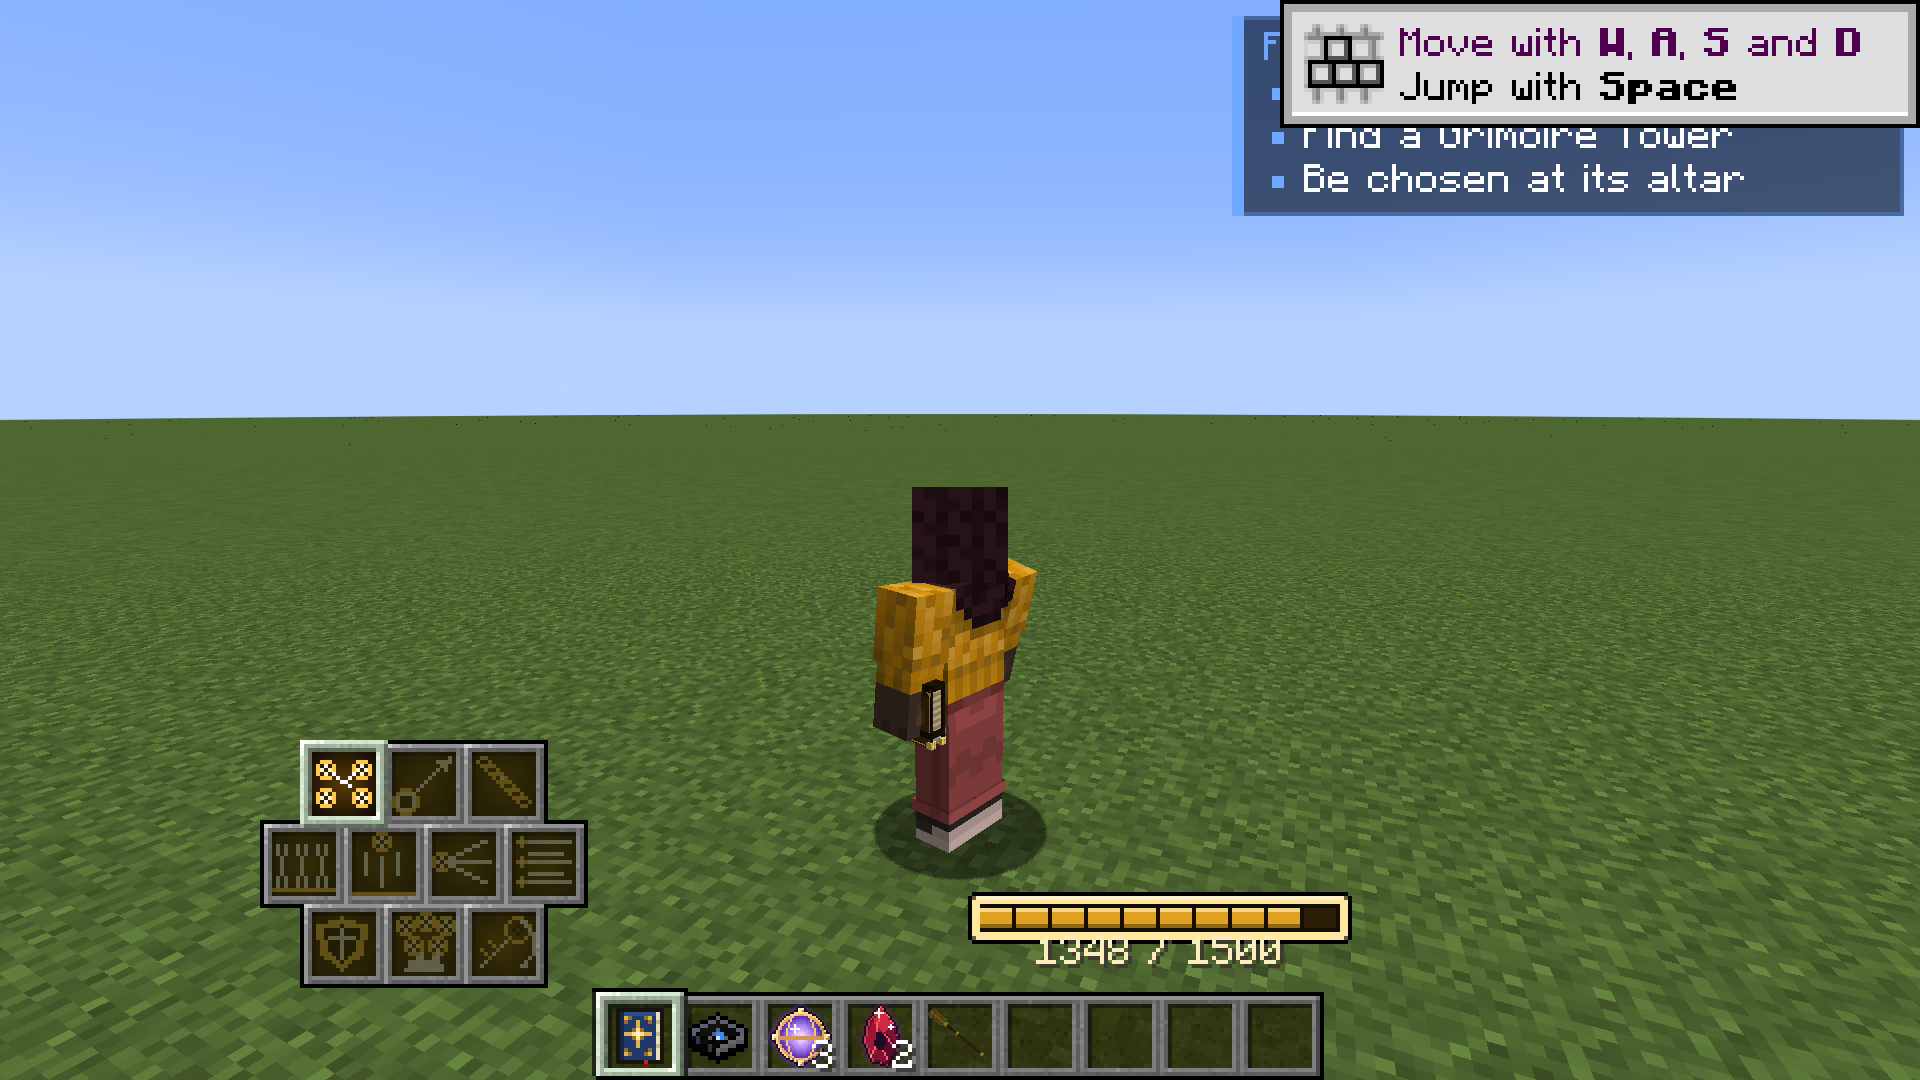 Move with W, A, S and D
Jump with Space
Find a Grimoire Tower
Be chosen at its altar
1348 / 1500
3
2